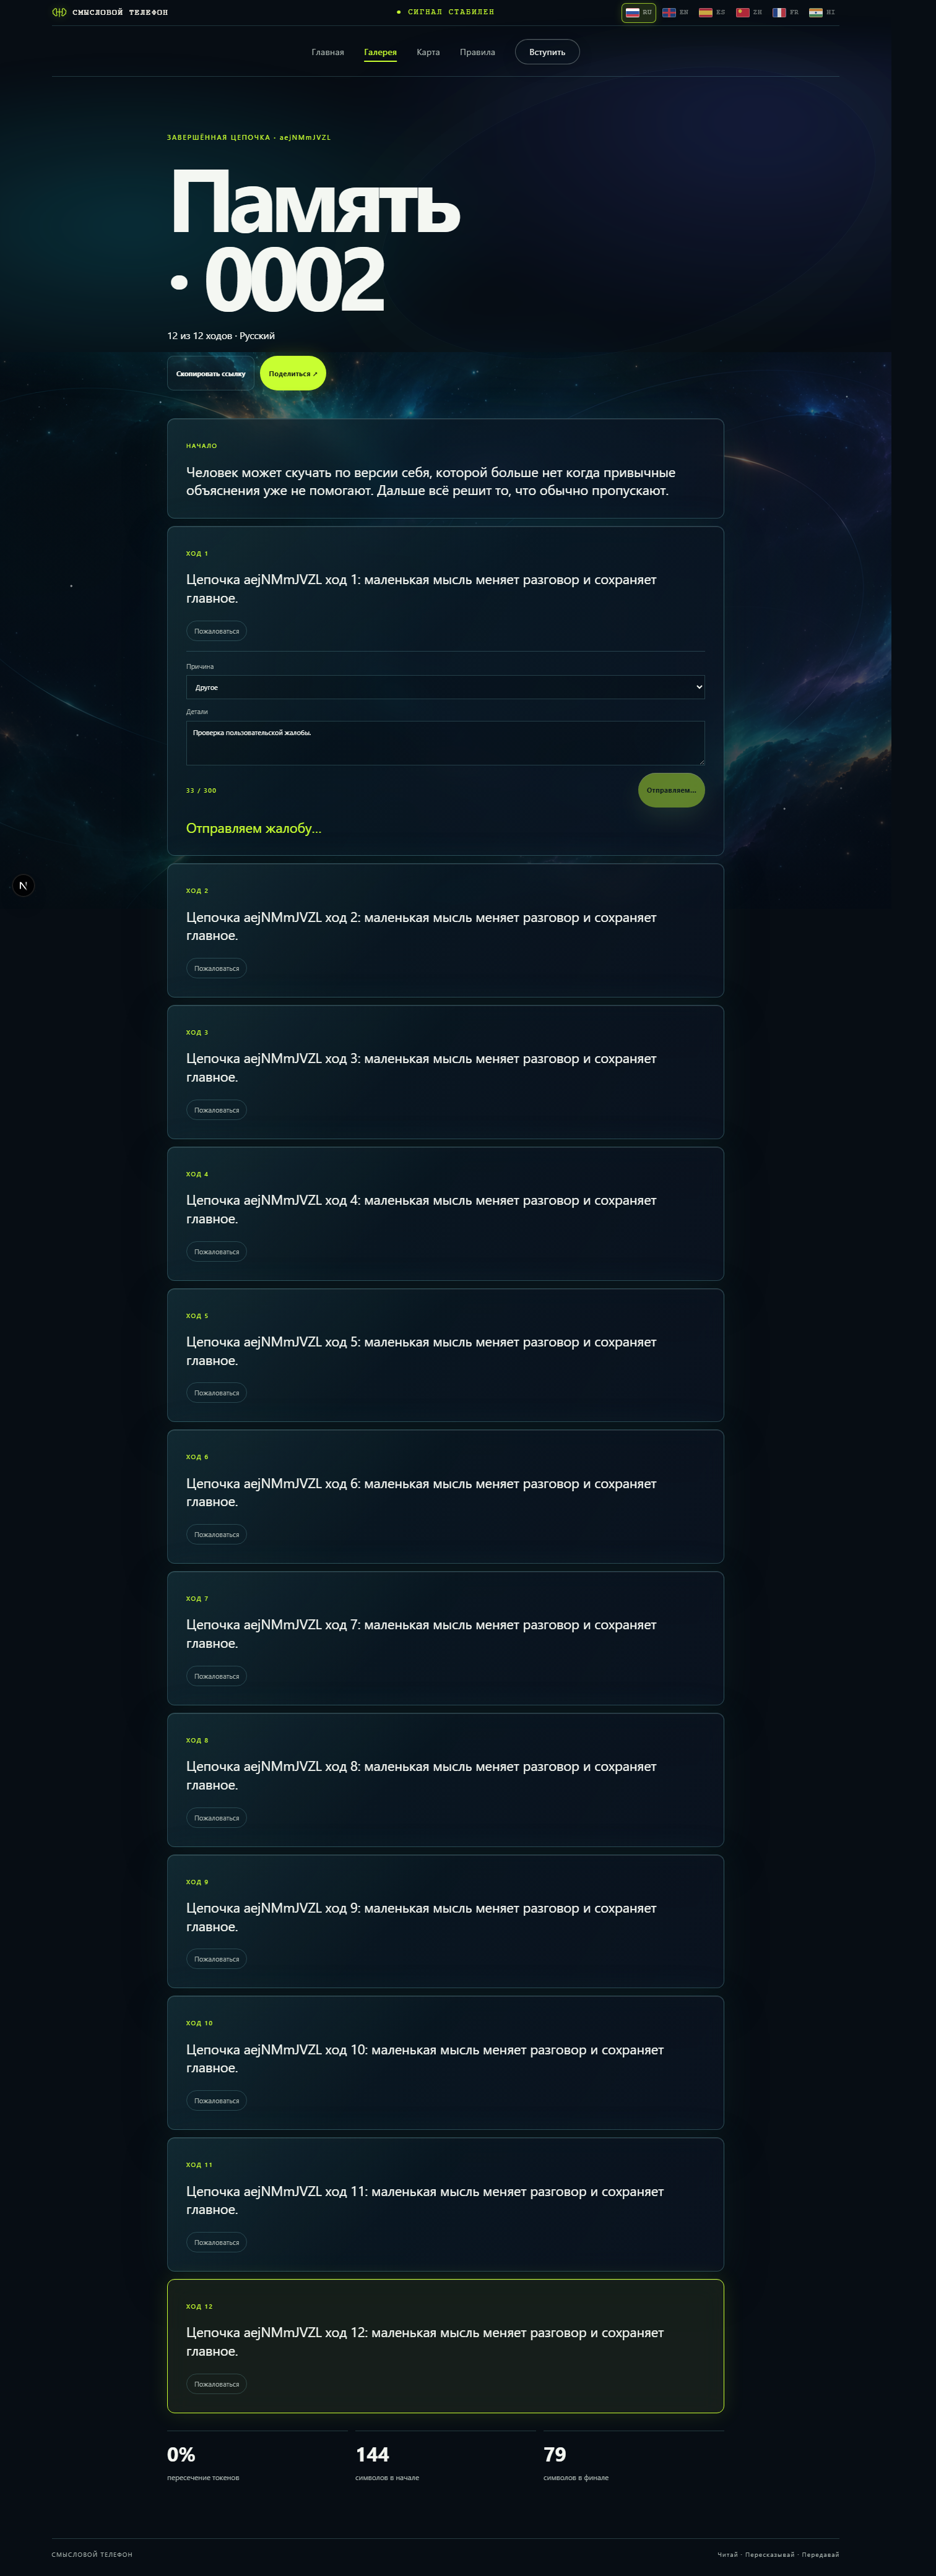 СМЫСЛОВОЙ ТЕЛЕФОН
СИГНАЛ СТАБИЛЕН
RU EN ES ZH FR HI
Главная Галерея Карта Правила Вступить
ЗАВЕРШЁННАЯ ЦЕПОЧКА · aejNMmJVZL
Память
· 0002
12 из 12 ходов · Русский
Скопировать ссылку Поделиться ↗
НАЧАЛО
Человек может скучать по версии себя, которой больше нет когда привычные
объяснения уже не помогают. Дальше всё решит то, что обычно пропускают.
ХОД 1
Цепочка aejNMmJVZL ход 1: маленькая мысль меняет разговор и сохраняет
главное.
Пожаловаться
Причина
Другое
Детали
Проверка пользовательской жалобы.
33 / 300
Отправляем...
Отправляем жалобу...
N
ХОД 2
Цепочка aejNMmJVZL ход 2: маленькая мысль меняет разговор и сохраняет
главное.
Пожаловаться
ХОД 3
Цепочка aejNMmJVZL ход 3: маленькая мысль меняет разговор и сохраняет
главное.
Пожаловаться
ХОД 4
Цепочка aejNMmJVZL ход 4: маленькая мысль меняет разговор и сохраняет
главное.
Пожаловаться
ХОД 5
Цепочка aejNMmJVZL ход 5: маленькая мысль меняет разговор и сохраняет
главное.
Пожаловаться
ХОД 6
Цепочка aejNMmJVZL ход 6: маленькая мысль меняет разговор и сохраняет
главное.
Пожаловаться
ХОД 7
Цепочка aejNMmJVZL ход 7: маленькая мысль меняет разговор и сохраняет
главное.
Пожаловаться
ХОД 8
Цепочка aejNMmJVZL ход 8: маленькая мысль меняет разговор и сохраняет
главное.
Пожаловаться
ХОД 9
Цепочка aejNMmJVZL ход 9: маленькая мысль меняет разговор и сохраняет
главное.
Пожаловаться
ХОД 10
Цепочка aejNMmJVZL ход 10: маленькая мысль меняет разговор и сохраняет
главное.
Пожаловаться
ХОД 11
Цепочка aejNMmJVZL ход 11: маленькая мысль меняет разговор и сохраняет
главное.
Пожаловаться
ХОД 12
Цепочка aejNMmJVZL ход 12: маленькая мысль меняет разговор и сохраняет
главное.
Пожаловаться
0% 144 79
пересечение токенов символов в начале символов в финале
СМЫСЛОВОЙ ТЕЛЕФОН Читай · Пересказывай · Передавай